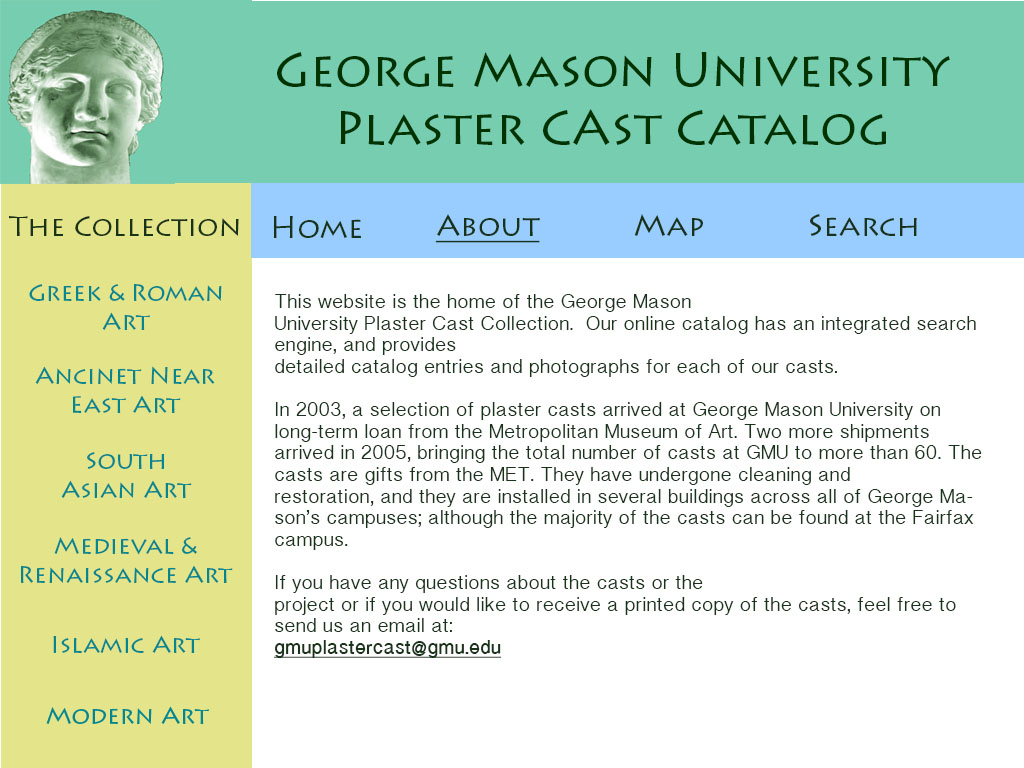 George Mason University
Plaster CAst Catalog
The Collection
Home About Map Search
Greek & Roman
Art
Ancinet Near
East Art
South
Asian Art
Medieval &
Renaissance Art
Islamic Art
Modern Art
This website is the home of the George Mason
University Plaster Cast Collection.  Our online catalog has an integrated search
engine, and provides
detailed catalog entries and photographs for each of our casts.
In 2003, a selection of plaster casts arrived at George Mason University on
long-term loan from the Metropolitan Museum of Art. Two more shipments
arrived in 2005, bringing the total number of casts at GMU to more than 60. The
casts are gifts from the MET. They have undergone cleaning and
restoration, and they are installed in several buildings across all of George Ma-
son's campuses; although the majority of the casts can be found at the Fairfax
campus.
If you have any questions about the casts or the
project or if you would like to receive a printed copy of the casts, feel free to
send us an email at:
gmuplastercast@gmu.edu